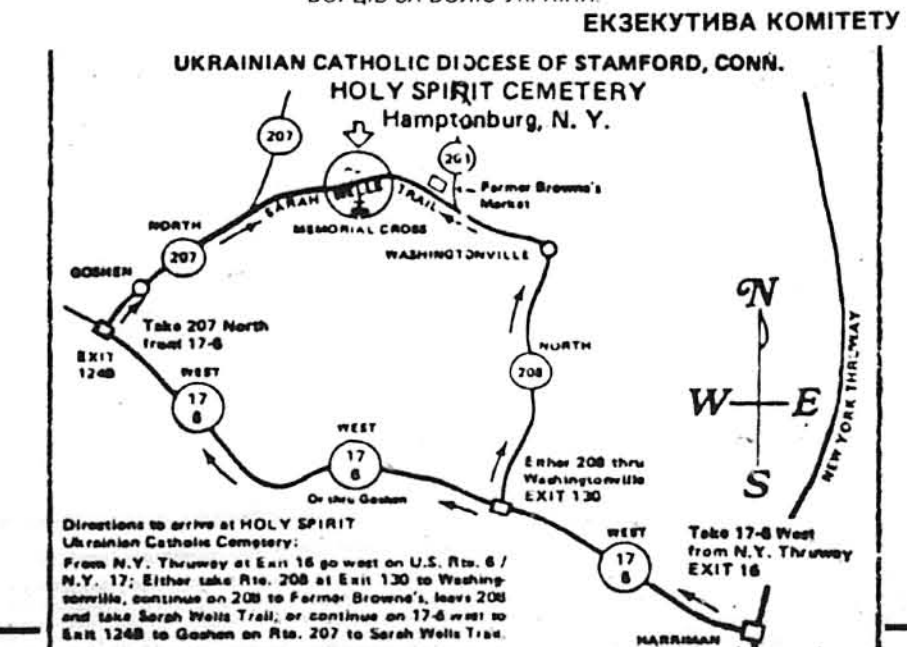 БОРЦІВ ЗА ВОЛЮ УКРАЇНИ.
ЕКЗЕКУТИВА КОМІТЕТУ
UKRAINIAN CATHOLIC DIOCESE OF STAMFORD, CONN.
HOLY SPIRIT CEMETERY
Hamptonburg, N. Y.
207
Former Browne's
Market
SARAH WELLS TRAIL
MEMORIAL CROSS
NORTH
207
WASHINGTONVILLE
GOSHEN
N
Take 207 North
from 17-6
EXIT
124B
NORTH
208
W E
NEW YORK THRUWAY
WEST
17
6
WEST
17
6
Or thru Goshen
Either 208 thru
Washingtonville
EXIT 130
S
Directions to arrive at HOLY SPIRIT
Ukrainian Catholic Cemetery:
From N.Y. Thruway at Exit 16 go west on U.S. Rte. 6 /
N.Y. 17; Either take Rte. 208 at Exit 130 to Washing-
tonville, continue on 208 to Former Browne's, leave 208
and take Sarah Wells Trail; or continue on 17-6 west to
Exit 124B to Goshen on Rte. 207 to Sarah Wells Trail.
WEST
17
6
Take 17-6 West
from N.Y. Thruway
EXIT 16
HARRIMAN